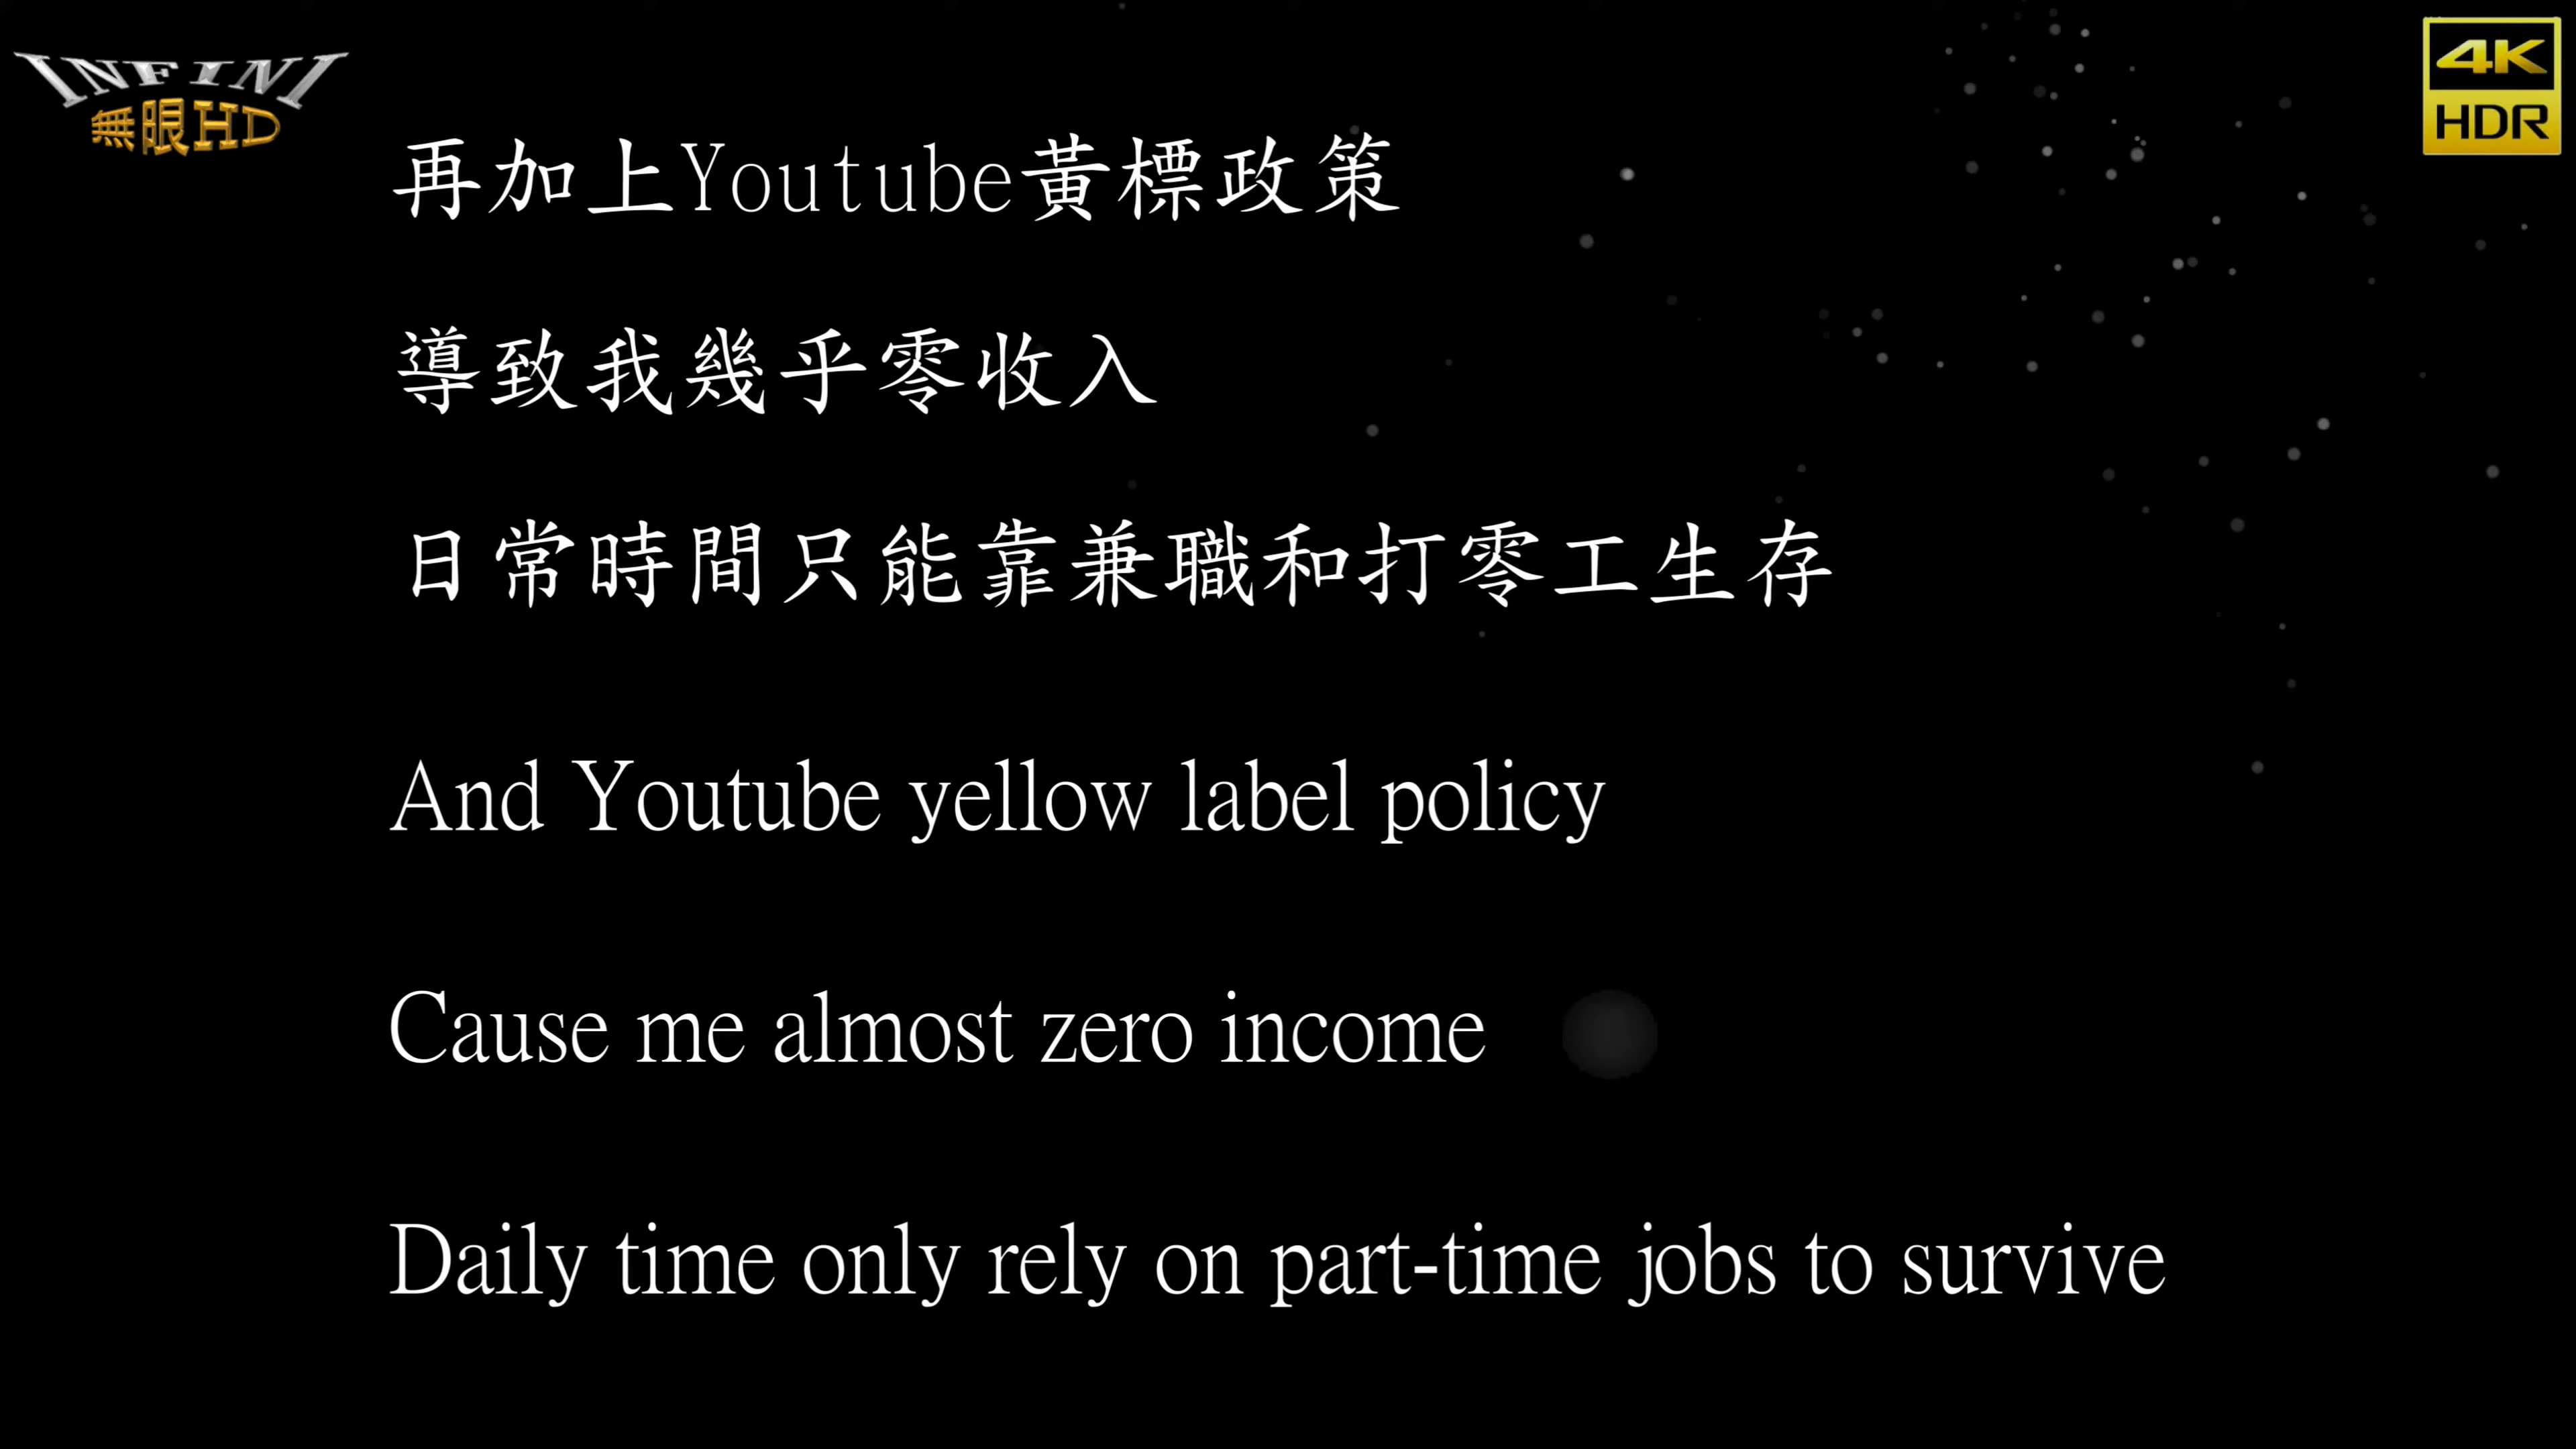 INFINI
無限HD
4K
HDR
再加上Youtube黃標政策
導致我幾乎零收入
日常時間只能靠兼職和打零工生存
And Youtube yellow label policy
Cause me almost zero income
Daily time only rely on part-time jobs to survive